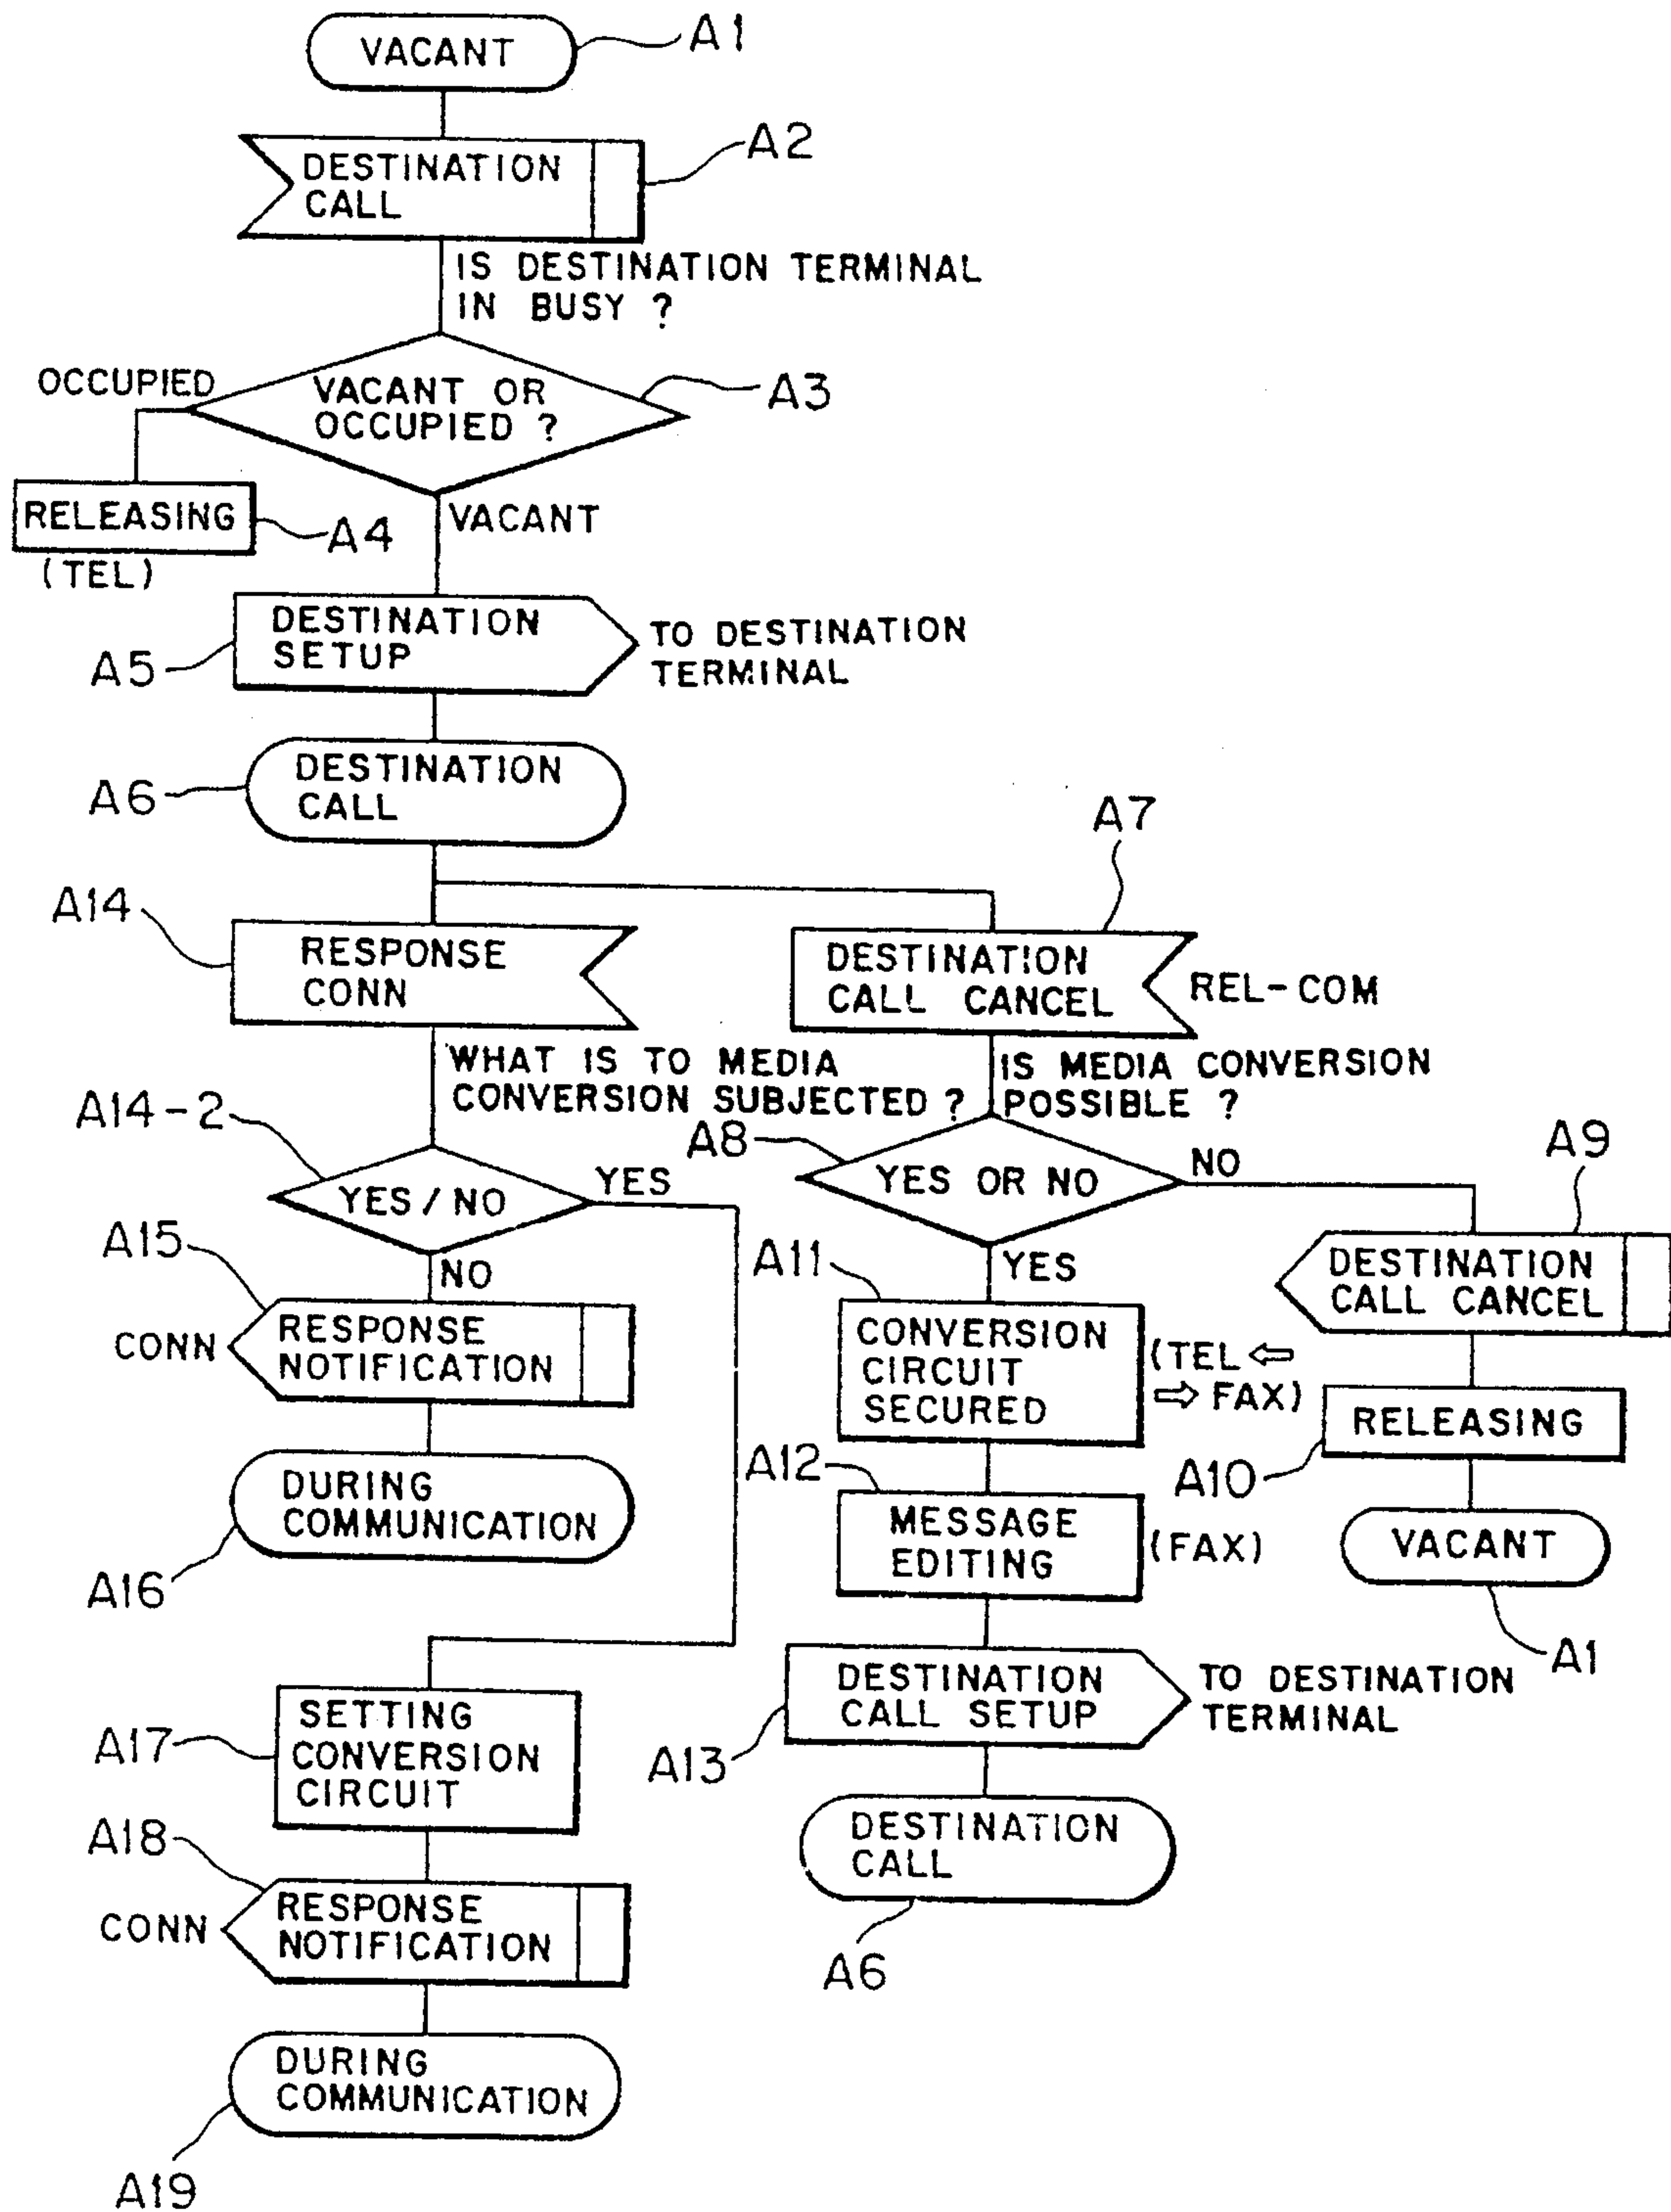 VACANT
A1
DESTINATION
CALL
A2
IS DESTINATION TERMINAL
IN BUSY ?
OCCUPIED
VACANT OR
OCCUPIED ?
A3
RELEASING
A4
(TEL)
VACANT
DESTINATION
SETUP
A5
TO DESTINATION
TERMINAL
DESTINATION
CALL
A6
A7
A14
RESPONSE
CONN
DESTINATION
CALL CANCEL
REL-COM
WHAT IS TO MEDIA
CONVERSION SUBJECTED ?
IS MEDIA CONVERSION
POSSIBLE ?
A14-2
YES / NO
YES
A8
YES OR NO
NO
A9
A15
NO
CONN
RESPONSE
NOTIFICATION
A11
YES
CONVERSION
CIRCUIT
SECURED
(TEL ⇦
⇨ FAX)
DESTINATION
CALL CANCEL
RELEASING
A10
DURING
COMMUNICATION
A16
A12
MESSAGE
EDITING
(FAX)
VACANT
A1
DESTINATION
CALL SETUP
A13
TO DESTINATION
TERMINAL
SETTING
CONVERSION
CIRCUIT
A17
DESTINATION
CALL
A6
A18
CONN
RESPONSE
NOTIFICATION
DURING
COMMUNICATION
A19